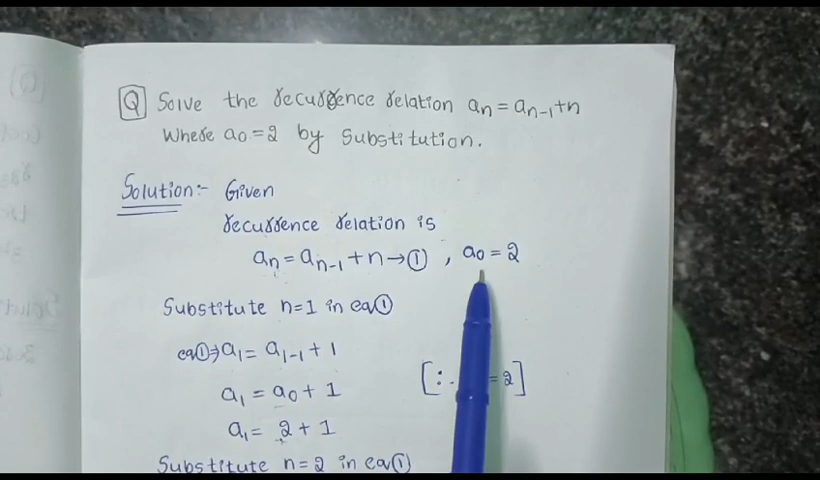 Q Solve the recurrence relation an = an-1+n
Where a0 = 2 by Substitution.
Solution:- Given
recurrence relation is
an = an-1 + n → ① , a0 = 2
Substitute n=1 in eq①
eq①⇒ a1 = a1-1 + 1
a1 = a0 + 1 [∵ = 2]
a1 = 2 + 1
Substitute n=2 in eq①